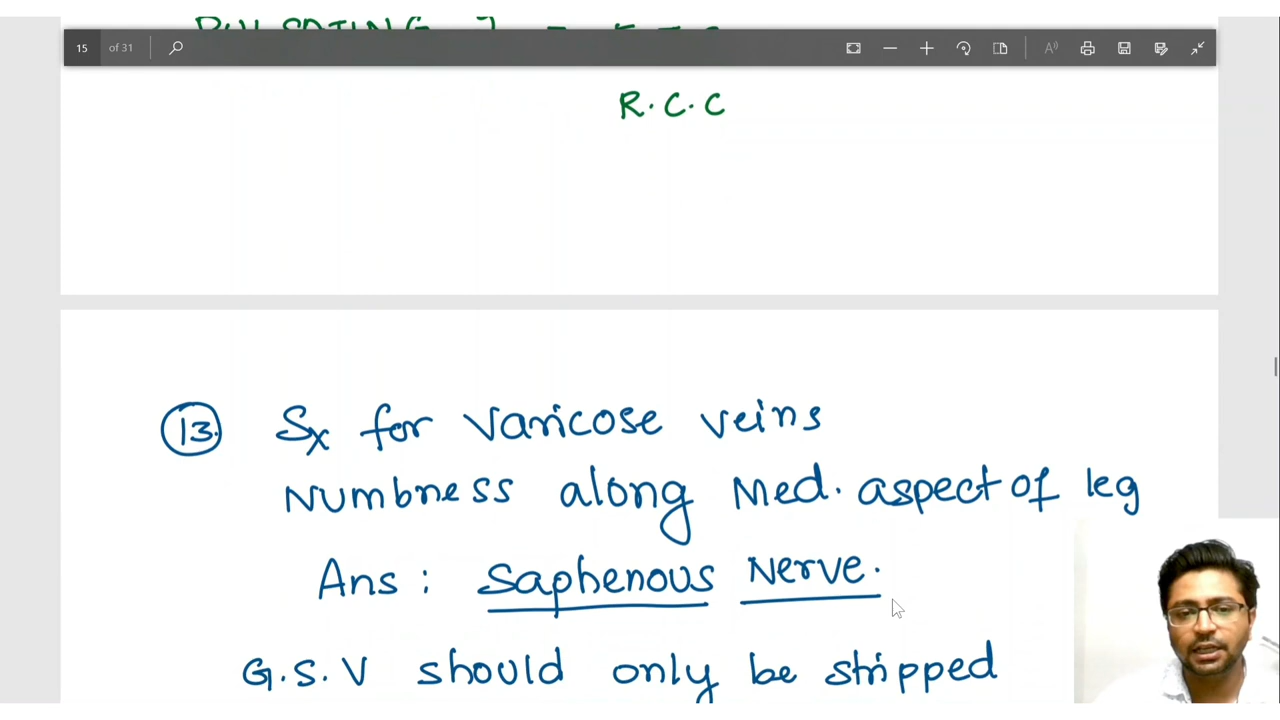 15 of 31
R.C.C
13. Sx for Varicose veins
Numbness along Med. aspect of leg
Ans: Saphenous Nerve.
G.S.V should only be stripped